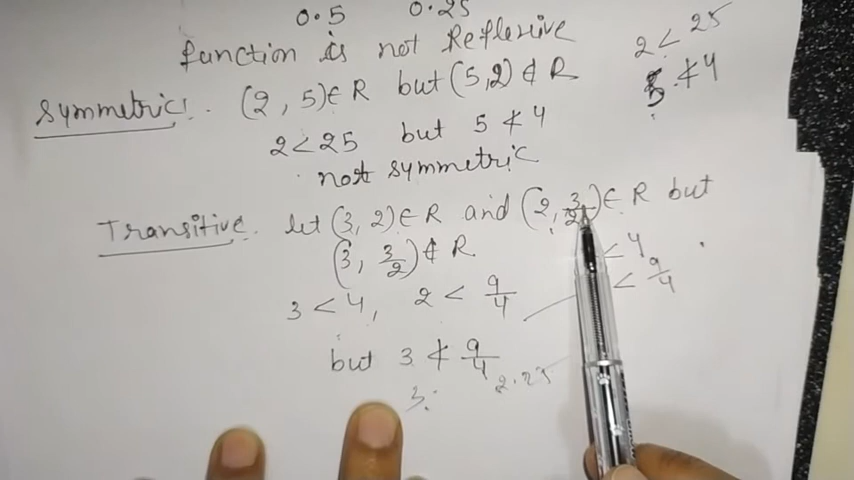 0.5 0.25
function is not Reflexive
2 < 25
5 ≮ 4
Symmetric. (2, 5) ∈ R but (5,2) ∉ R
2 < 25 but 5 ≮ 4
not symmetric
Transitive. let (3, 2) ∈ R and (2, 3/2) ∈ R but
(3, 3/2) ∉ R
< 4
< 9/4
3 < 4, 2 < 9/4
but 3 ≮ 9/4
3. 2.25